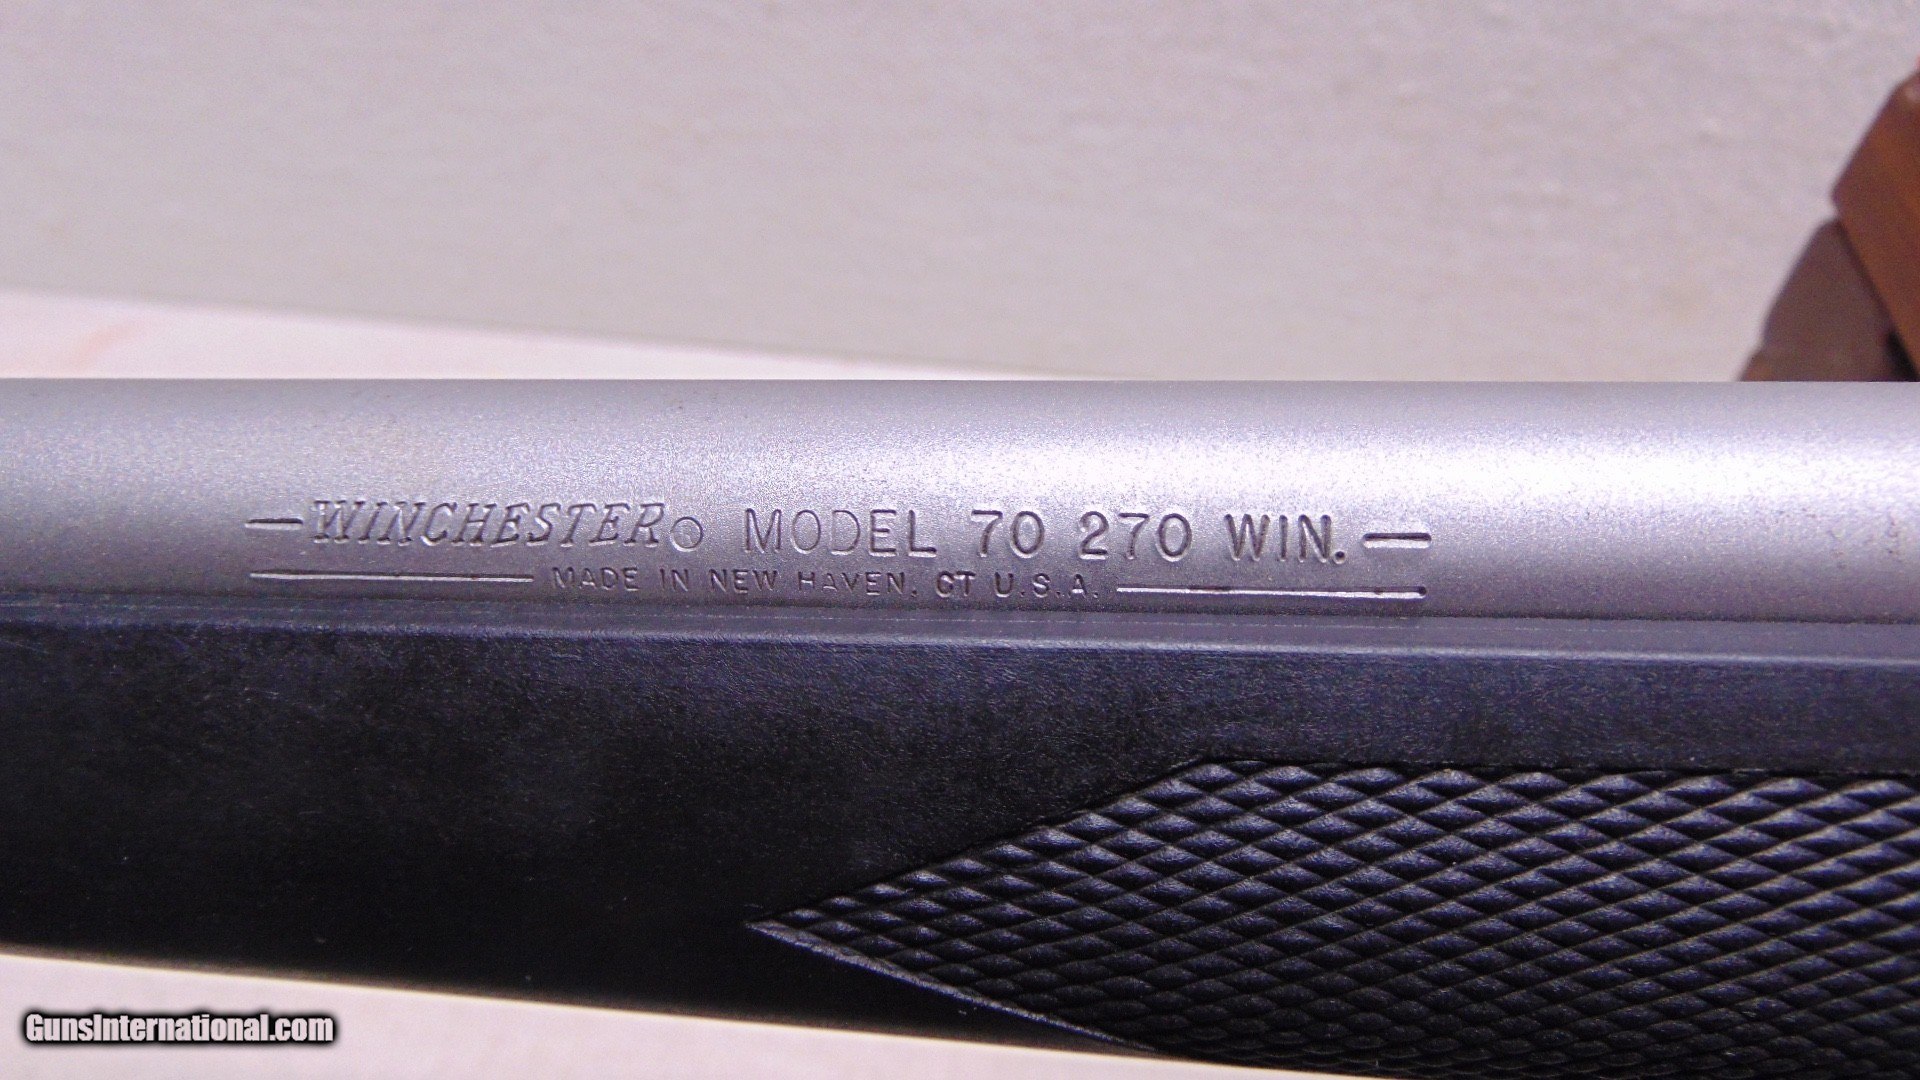 WINCHESTER MODEL 70 270 WIN.
MADE IN NEW HAVEN. CT U.S.A.
GunsInternational.com